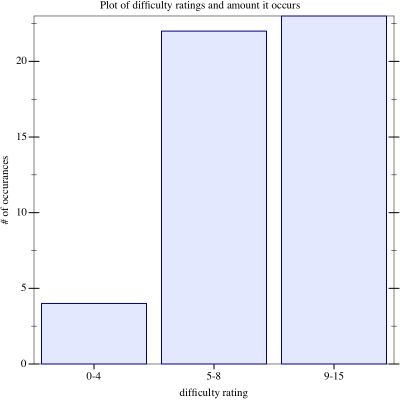 Plot of difficulty ratings and amount it occurs
20
15
10
5
0
# of occurances
0-4
5-8
9-15
difficulty rating